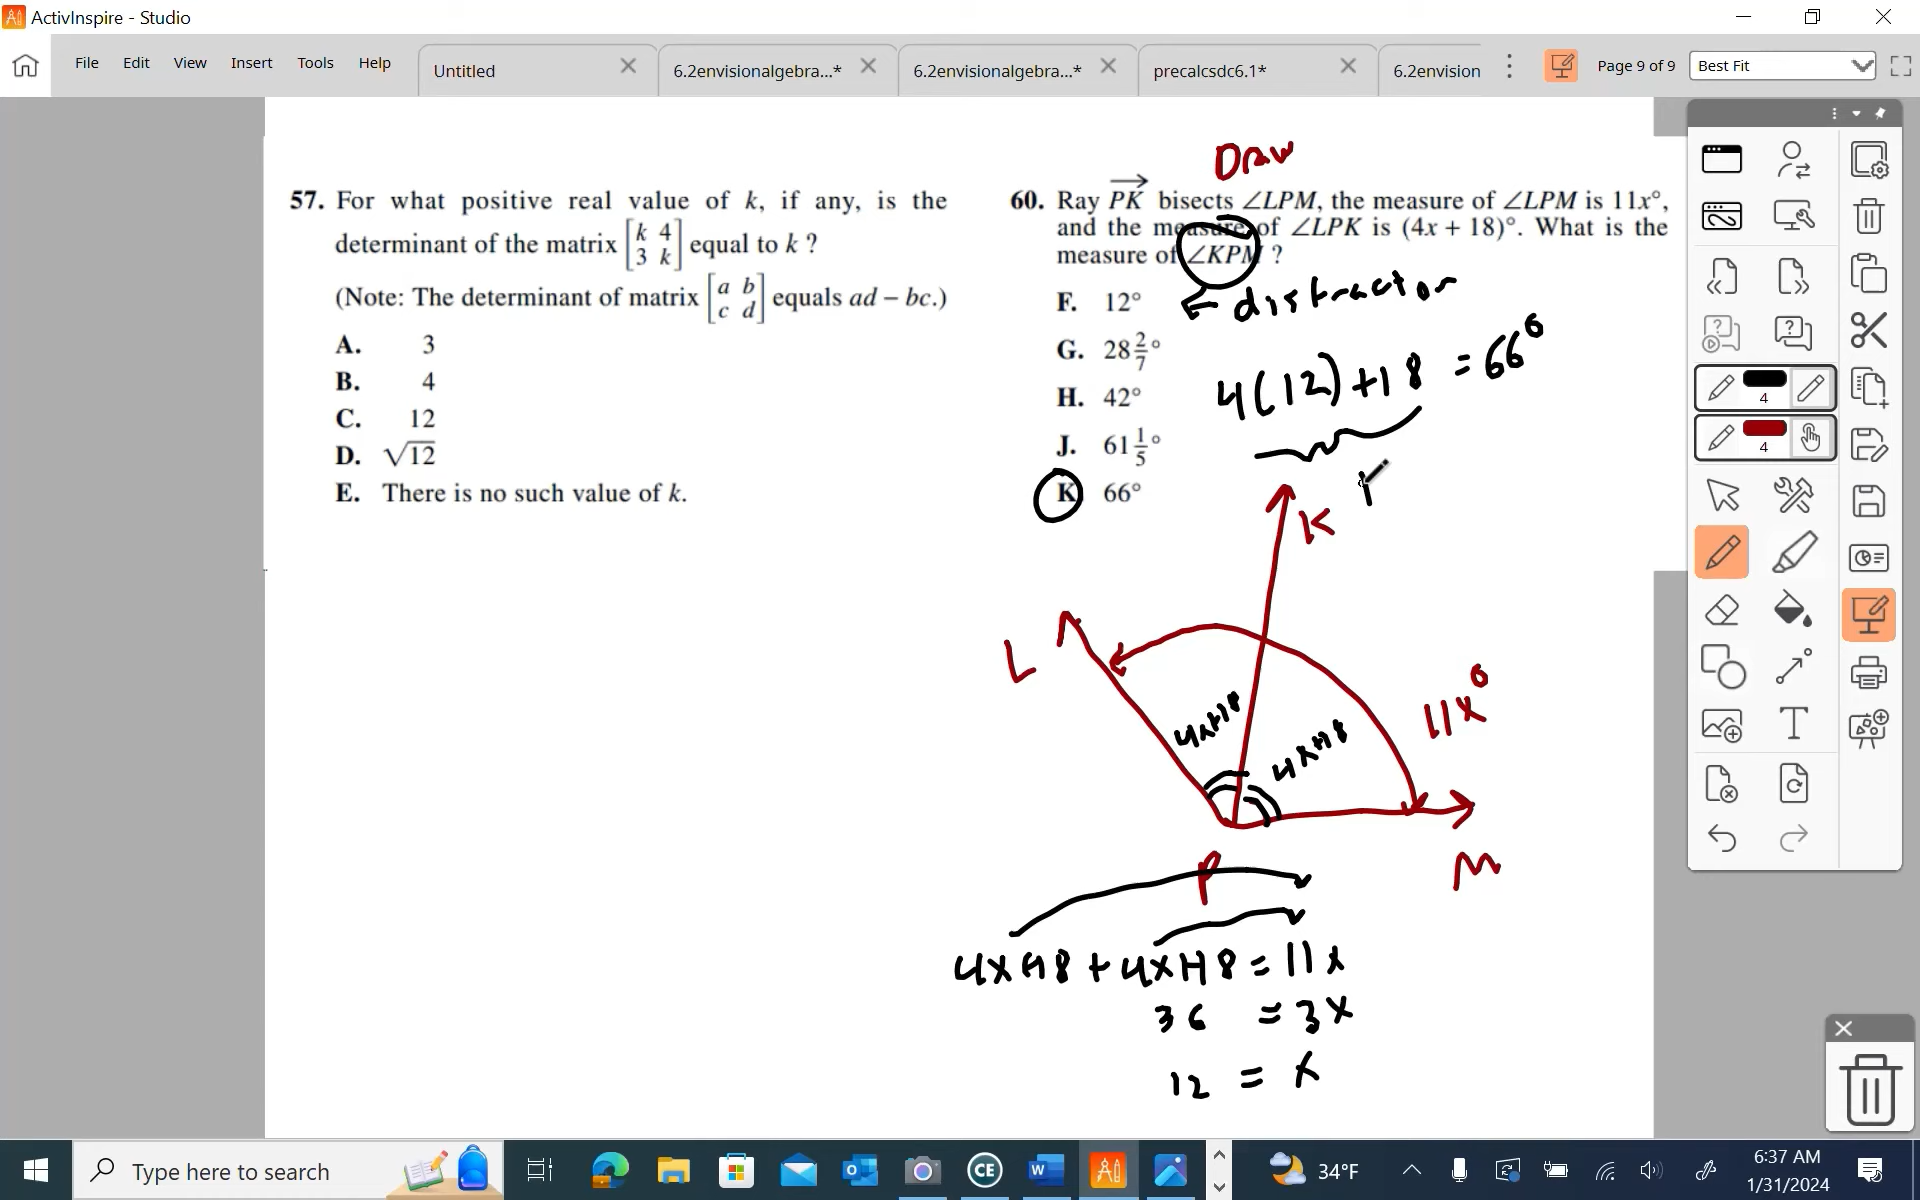 ActivInspire - Studio
File Edit View Insert Tools Help
Untitled 6.2envisionalgebra...* 6.2envisionalgebra...* precalcsdc6.1* 6.2envision
Page 9 of 9 Best Fit
57. For what positive real value of k, if any, is the
determinant of the matrix [k 4
3 k] equal to k ?
(Note: The determinant of matrix [a b
c d] equals ad – bc.)
A. 3
B. 4
C. 12
D. √12
E. There is no such value of k.
Draw
60. Ray PK bisects ∠LPM, the measure of ∠LPM is 11x°,
and the measure of ∠LPK is (4x + 18)°. What is the
measure of ∠KPM ?
F. 12°
← distractor
G. 28 2/7°
H. 42°
4(12)+18 = 66°
J. 61 1/5°
K. 66°
K
L
4x+18
4x+18
11x°
P
M
4x+18 + 4x+18 = 11x
36 = 3x
12 = x
4
4
Type here to search
CE
34°F
6:37 AM
1/31/2024